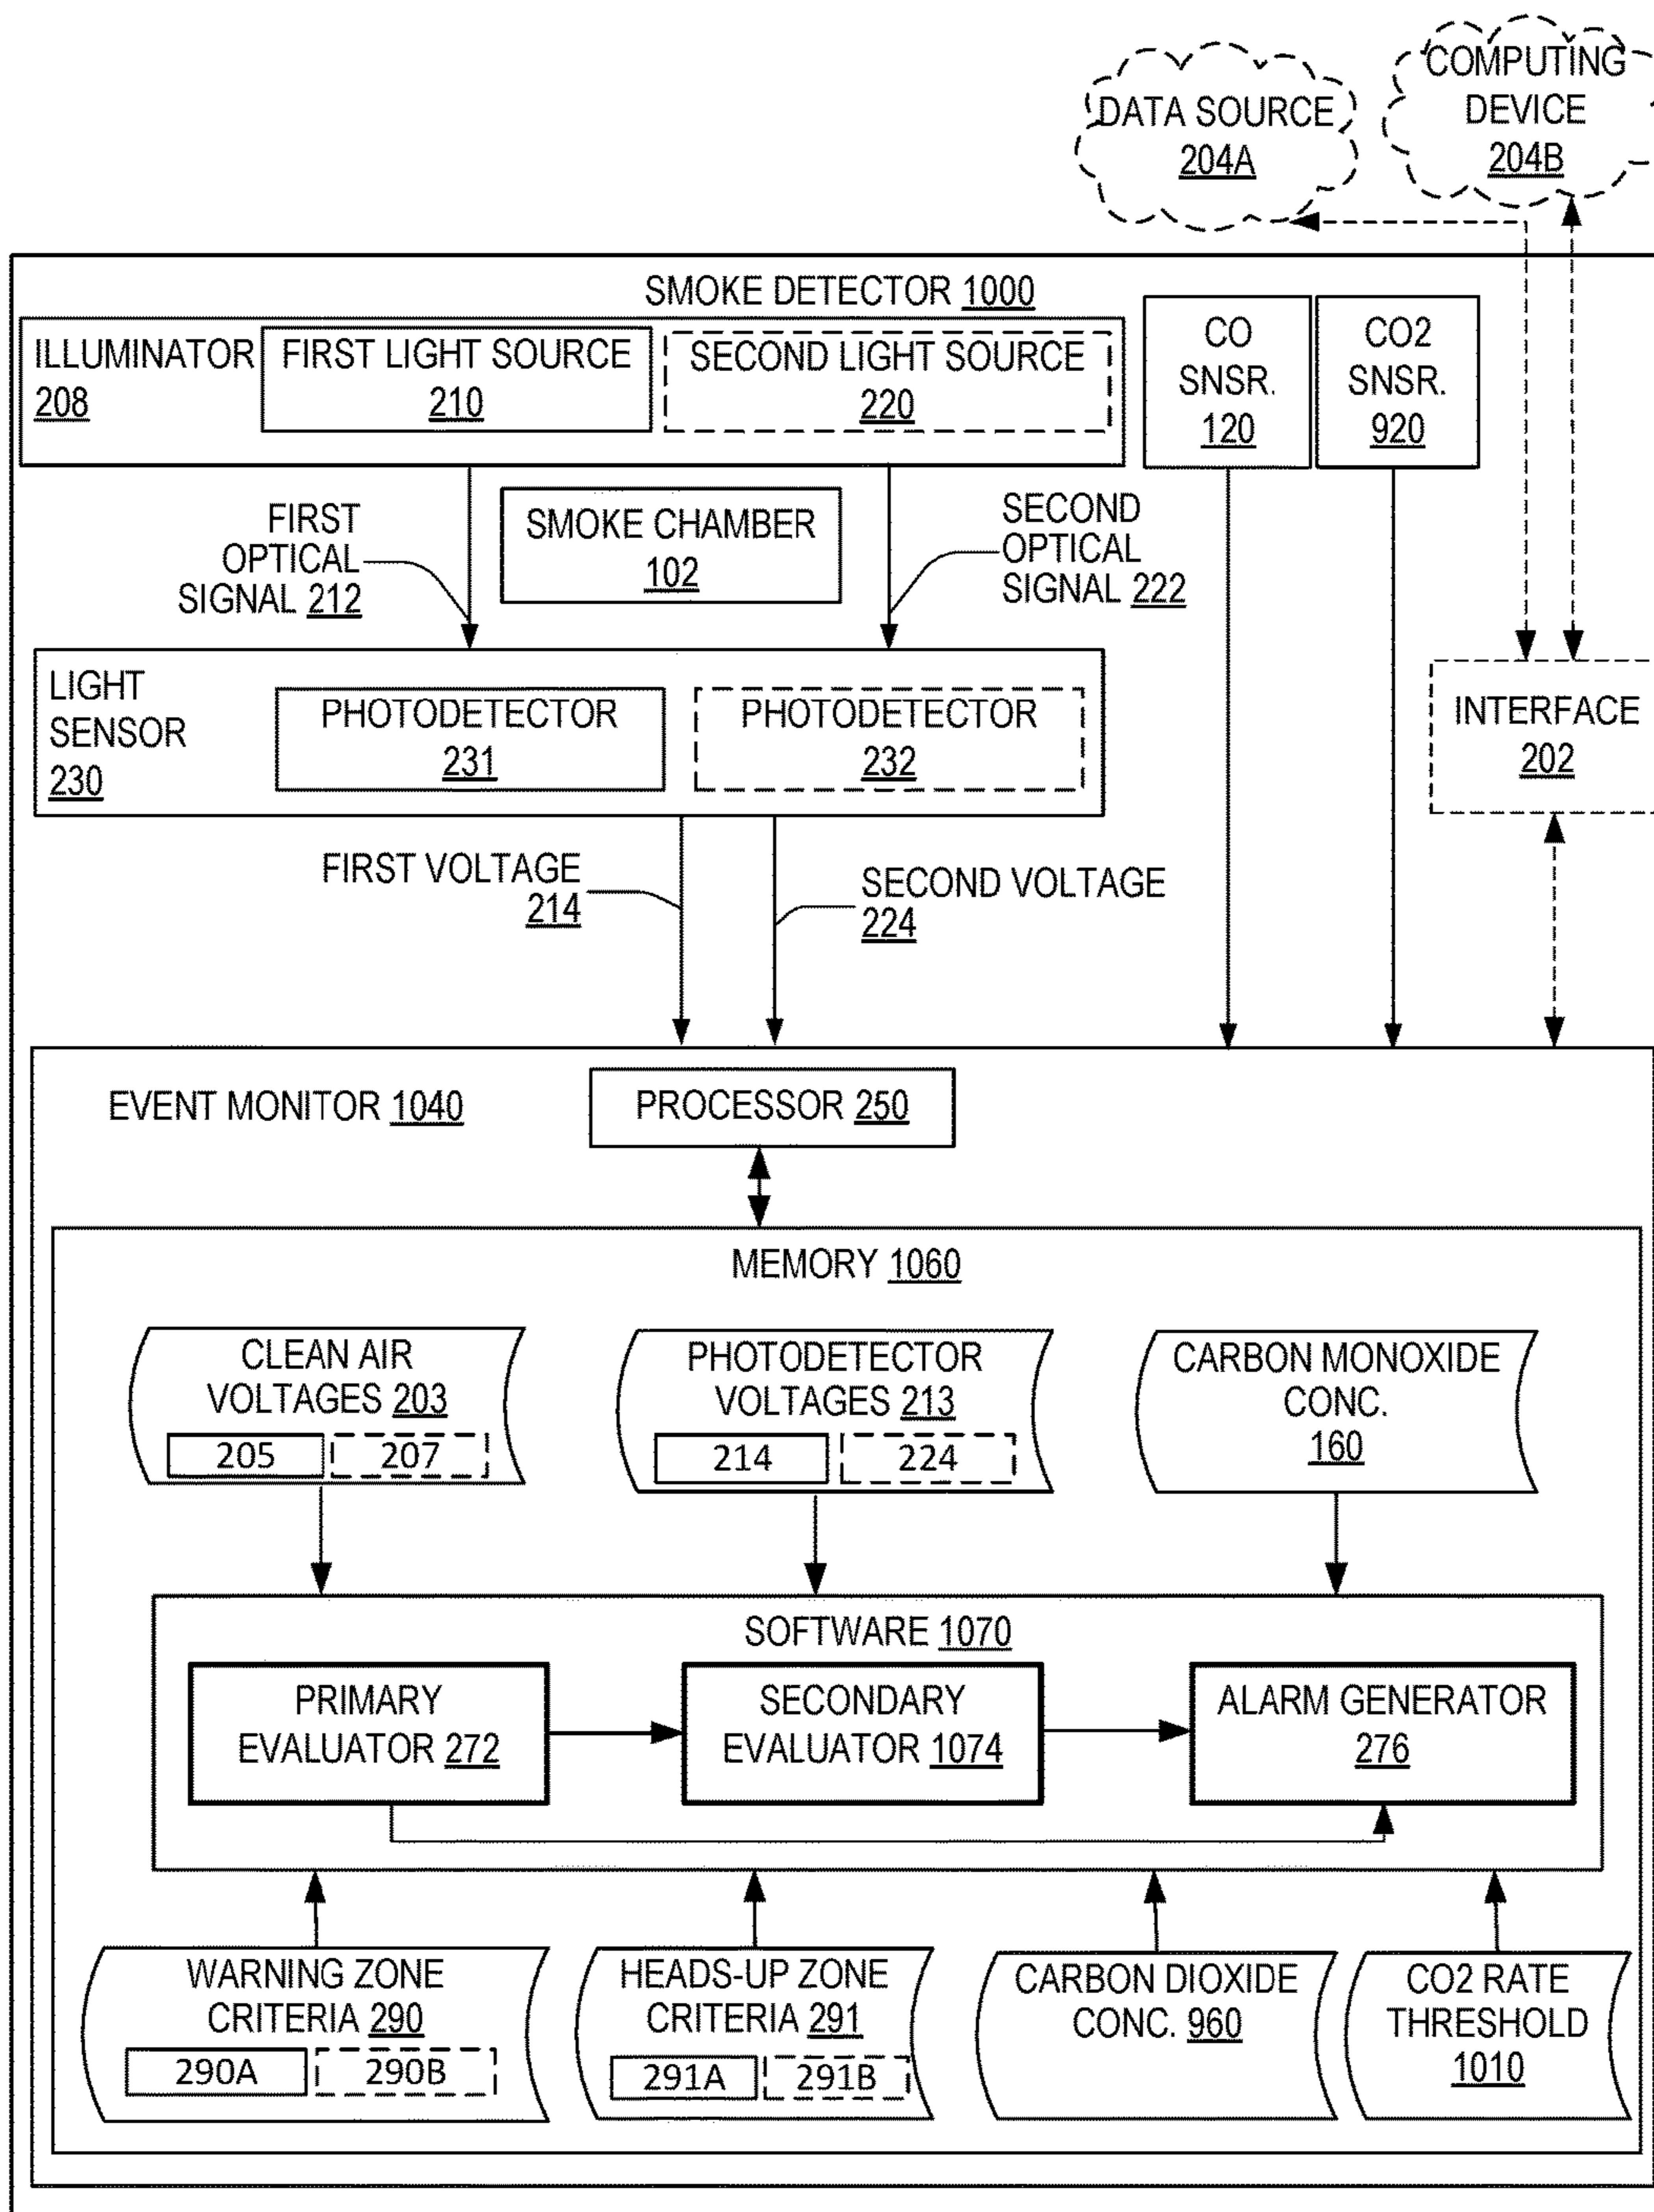 DATA SOURCE
204A
COMPUTING
DEVICE
204B
SMOKE DETECTOR 1000
ILLUMINATOR
208
FIRST LIGHT SOURCE
210
SECOND LIGHT SOURCE
220
CO
SNSR.
120
CO2
SNSR.
920
FIRST
OPTICAL
SIGNAL 212
SMOKE CHAMBER
102
SECOND
OPTICAL
SIGNAL 222
LIGHT
SENSOR
230
PHOTODETECTOR
231
PHOTODETECTOR
232
INTERFACE
202
FIRST VOLTAGE
214
SECOND VOLTAGE
224
EVENT MONITOR 1040
PROCESSOR 250
MEMORY 1060
CLEAN AIR
VOLTAGES 203
205
207
PHOTODETECTOR
VOLTAGES 213
214
224
CARBON MONOXIDE
CONC.
160
SOFTWARE 1070
PRIMARY
EVALUATOR 272
SECONDARY
EVALUATOR 1074
ALARM GENERATOR
276
WARNING ZONE
CRITERIA 290
290A
290B
HEADS-UP ZONE
CRITERIA 291
291A
291B
CARBON DIOXIDE
CONC. 960
CO2 RATE
THRESHOLD
1010